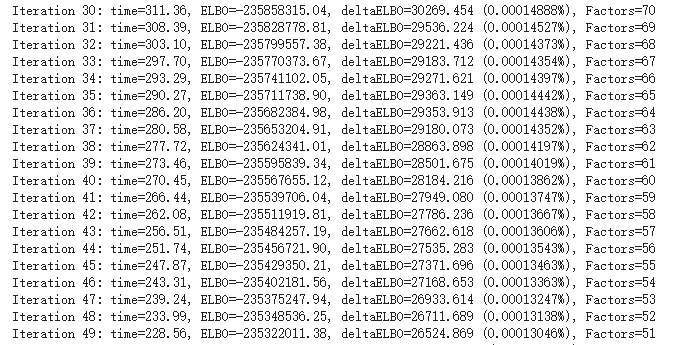 Iteration 30: time=311.36, ELBO=-235858315.04, deltaELBO=30269.454 (0.00014888%), Factors=70
Iteration 31: time=308.39, ELBO=-235828778.81, deltaELBO=29536.224 (0.00014527%), Factors=69
Iteration 32: time=303.10, ELBO=-235799557.38, deltaELBO=29221.436 (0.00014373%), Factors=68
Iteration 33: time=297.70, ELBO=-235770373.67, deltaELBO=29183.712 (0.00014354%), Factors=67
Iteration 34: time=293.29, ELBO=-235741102.05, deltaELBO=29271.621 (0.00014397%), Factors=66
Iteration 35: time=290.27, ELBO=-235711738.90, deltaELBO=29363.149 (0.00014442%), Factors=65
Iteration 36: time=286.20, ELBO=-235682384.98, deltaELBO=29353.913 (0.00014438%), Factors=64
Iteration 37: time=280.58, ELBO=-235653204.91, deltaELBO=29180.073 (0.00014352%), Factors=63
Iteration 38: time=277.72, ELBO=-235624341.01, deltaELBO=28863.898 (0.00014197%), Factors=62
Iteration 39: time=273.46, ELBO=-235595839.34, deltaELBO=28501.675 (0.00014019%), Factors=61
Iteration 40: time=270.45, ELBO=-235567655.12, deltaELBO=28184.216 (0.00013862%), Factors=60
Iteration 41: time=266.44, ELBO=-235539706.04, deltaELBO=27949.080 (0.00013747%), Factors=59
Iteration 42: time=262.08, ELBO=-235511919.81, deltaELBO=27786.236 (0.00013667%), Factors=58
Iteration 43: time=256.51, ELBO=-235484257.19, deltaELBO=27662.618 (0.00013606%), Factors=57
Iteration 44: time=251.74, ELBO=-235456721.90, deltaELBO=27535.283 (0.00013543%), Factors=56
Iteration 45: time=247.87, ELBO=-235429350.21, deltaELBO=27371.696 (0.00013463%), Factors=55
Iteration 46: time=243.31, ELBO=-235402181.56, deltaELBO=27168.653 (0.00013363%), Factors=54
Iteration 47: time=239.24, ELBO=-235375247.94, deltaELBO=26933.614 (0.00013247%), Factors=53
Iteration 48: time=233.99, ELBO=-235348536.25, deltaELBO=26711.689 (0.00013138%), Factors=52
Iteration 49: time=228.56, ELBO=-235322011.38, deltaELBO=26524.869 (0.00013046%), Factors=51